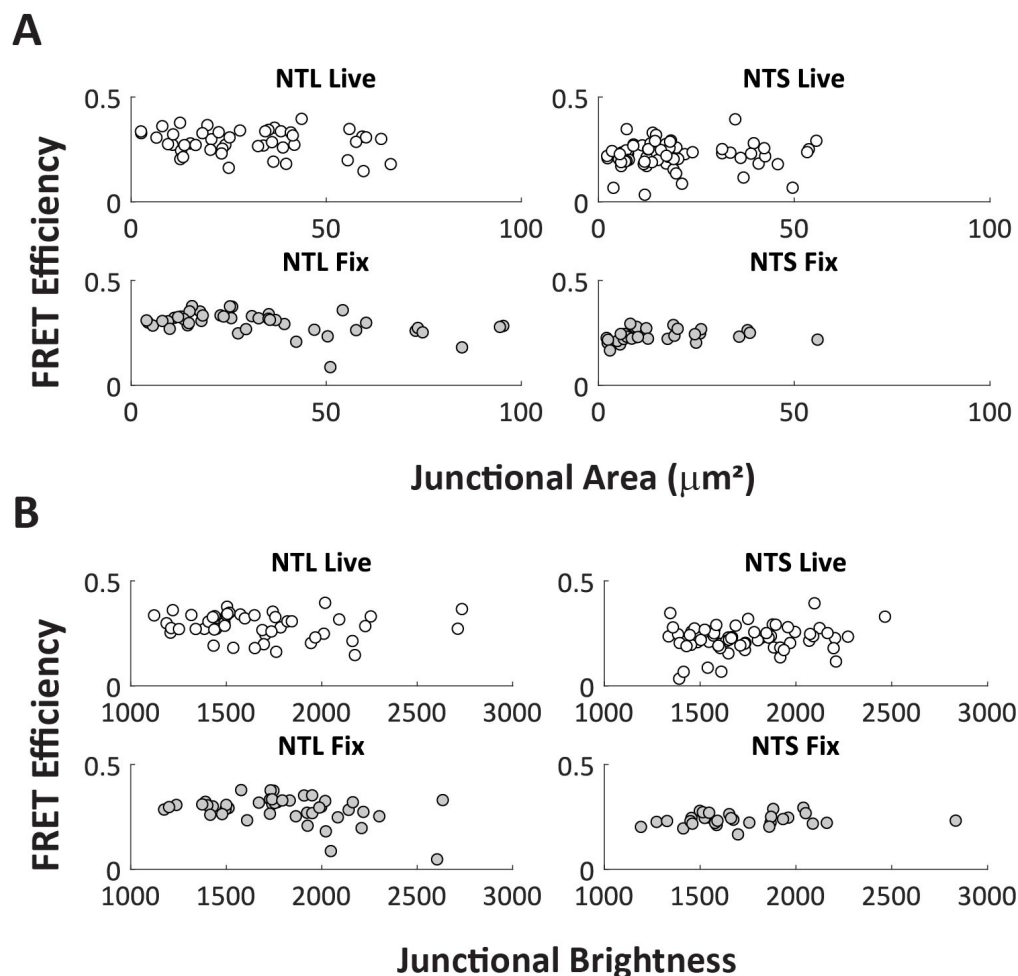 A
NTL Live
NTS Live
0.5
0
0 50 100
0.5
0
0 50 100
NTL Fix
NTS Fix
0.5
0
0 50 100
0.5
0
0 50 100
FRET Efficiency
Junctional Area (μm²)
B
NTL Live
NTS Live
0.5
0
1000 1500 2000 2500 3000
0.5
0
1000 1500 2000 2500 3000
NTL Fix
NTS Fix
0.5
0
1000 1500 2000 2500 3000
0.5
0
1000 1500 2000 2500 3000
FRET Efficiency
Junctional Brightness